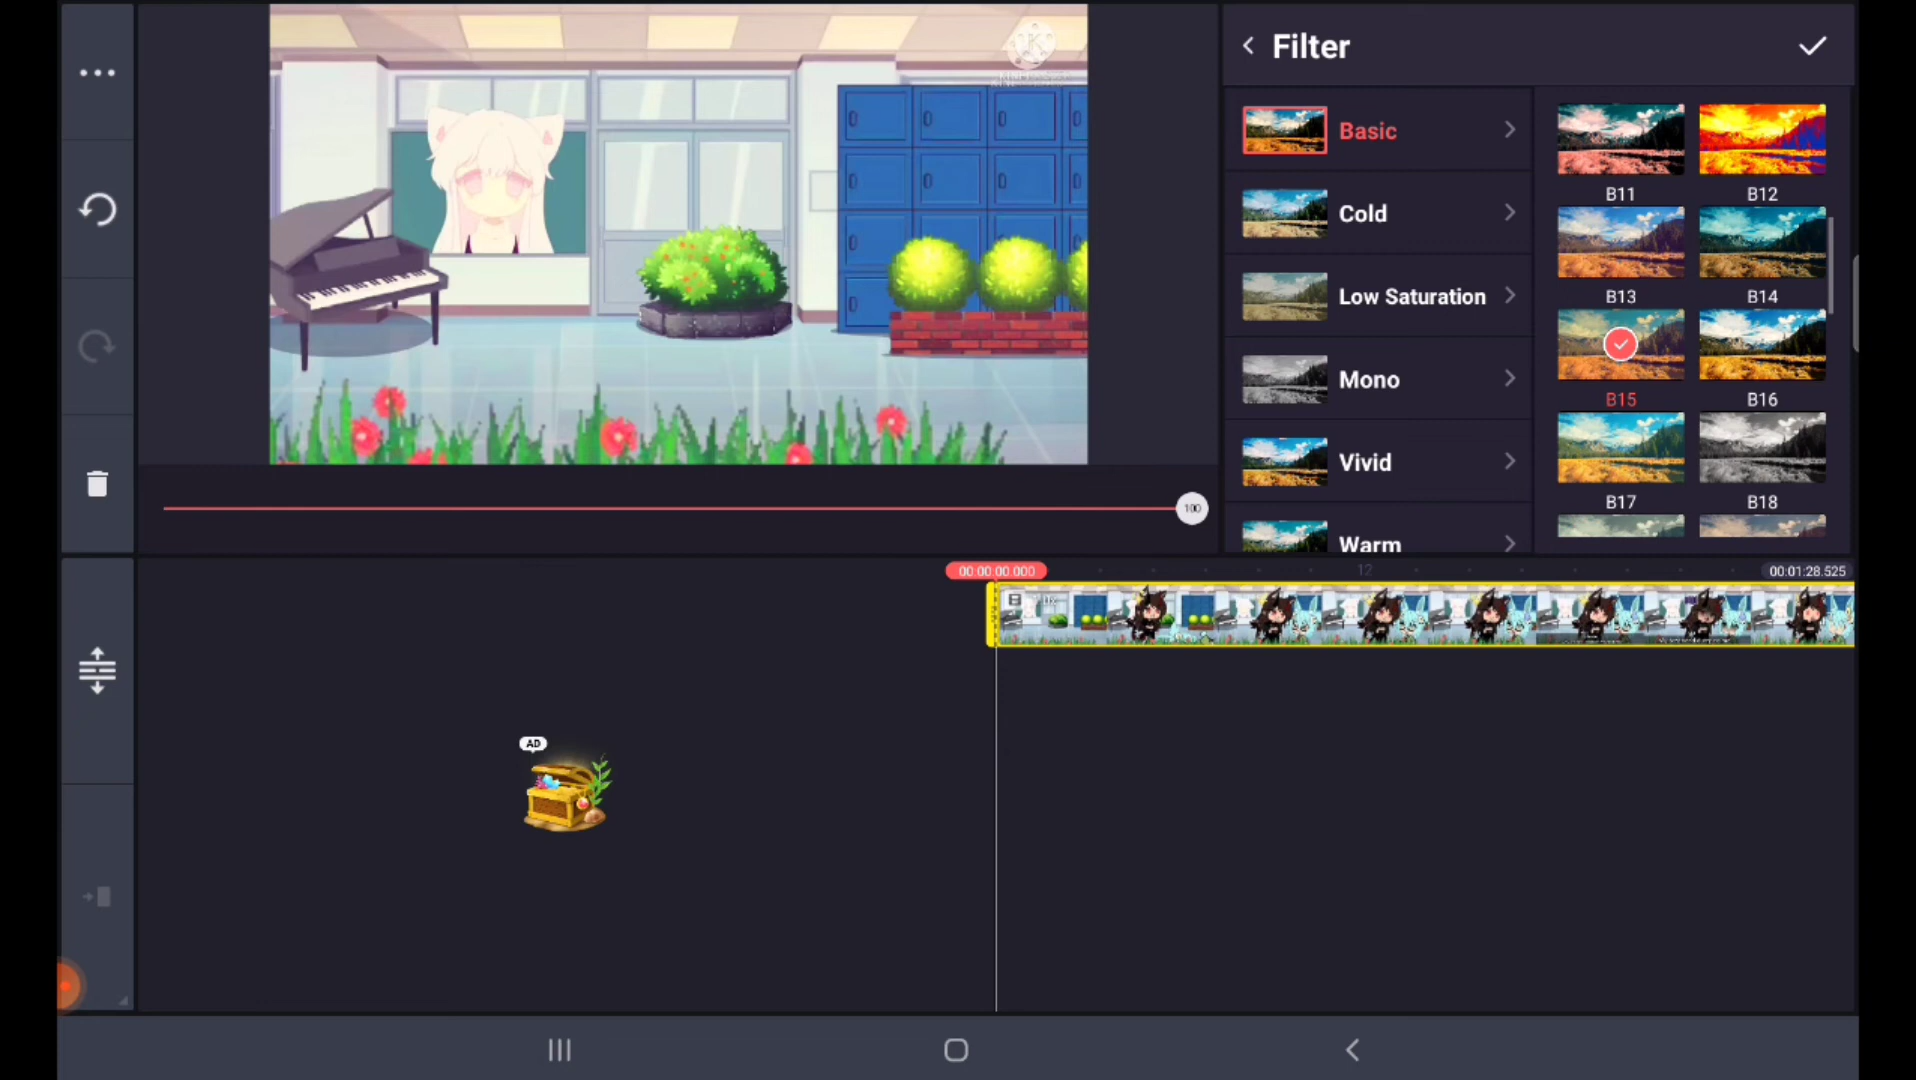 Filter
Basic
Cold
Low Saturation
Mono
Vivid
Warm
B11
B12
B13
B14
B15
B16
B17
B18
100
00:00:00.000
12
00:01:28.525
AD